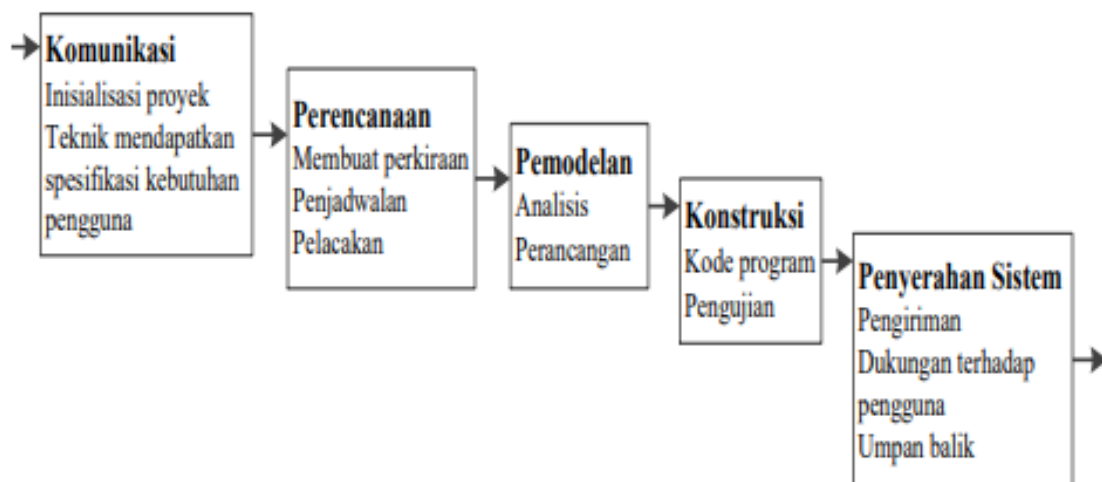 Komunikasi
Inisialisasi proyek
Teknik mendapatkan
spesifikasi kebutuhan
pengguna
Perencanaan
Membuat perkiraan
Penjadwalan
Pelacakan
Pemodelan
Analisis
Perancangan
Konstruksi
Kode program
Pengujian
Penyerahan Sistem
Pengiriman
Dukungan terhadap
pengguna
Umpan balik